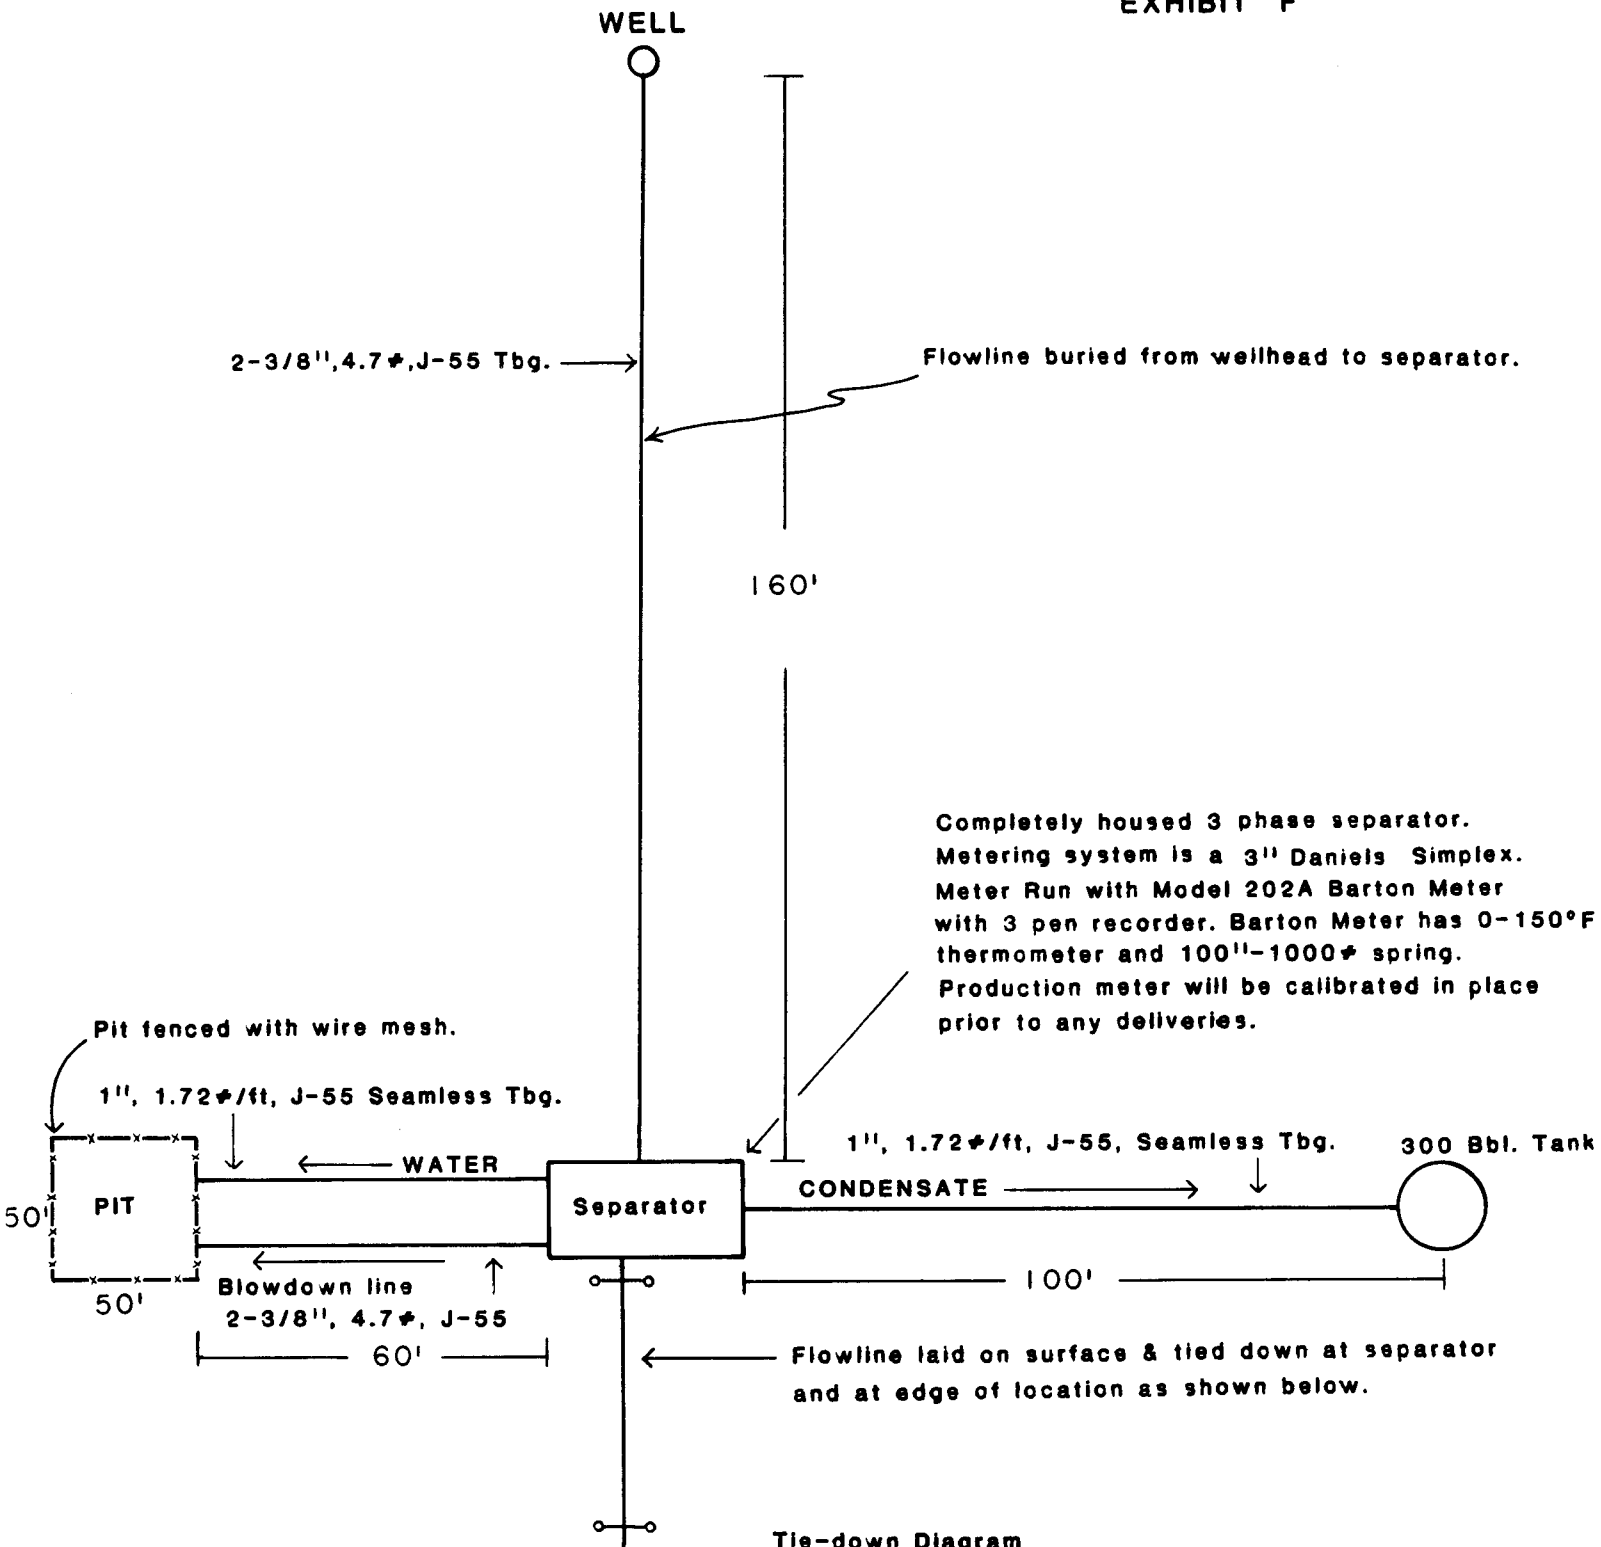 EXHIBIT F
WELL
2-3/8",4.7#,J-55 Tbg.
Flowline buried from wellhead to separator.
160'
Completely housed 3 phase separator.
Metering system is a 3" Daniels Simplex.
Meter Run with Model 202A Barton Meter
with 3 pen recorder. Barton Meter has 0-150°F
thermometer and 100"-1000# spring.
Production meter will be calibrated in place
prior to any deliveries.
Pit fenced with wire mesh.
1", 1.72#/ft, J-55 Seamless Tbg.
1", 1.72#/ft, J-55, Seamless Tbg.
300 Bbl. Tank
WATER
CONDENSATE
50'
PIT
Separator
Blowdown line
2-3/8", 4.7#, J-55
50'
100'
60'
Flowline laid on surface & tied down at separator
and at edge of location as shown below.
Tie-down Diagram